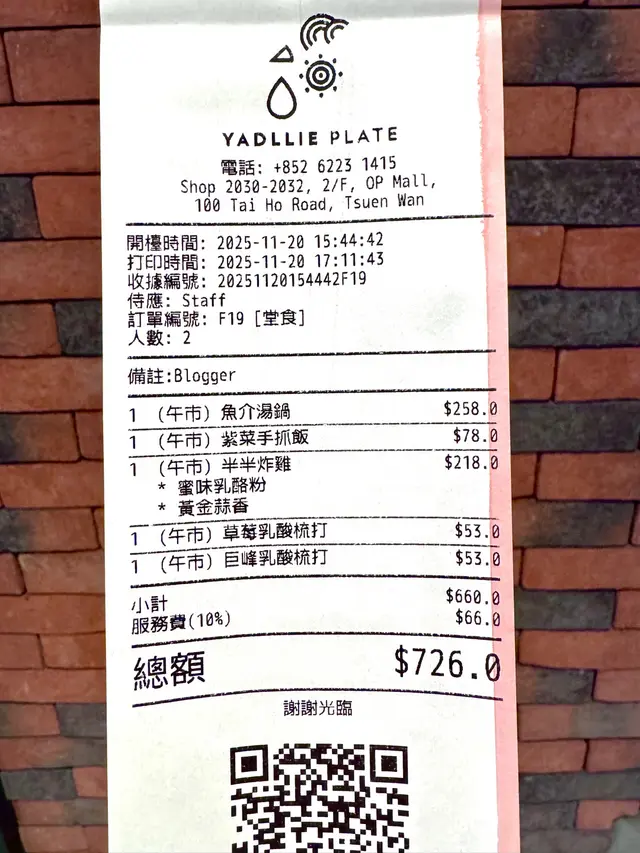 YADLLIE PLATE
電話: +852 6223 1415
Shop 2030-2032, 2/F, OP Mall,
100 Tai Ho Road, Tsuen Wan
開檯時間: 2025-11-20 15:44:42
打印時間: 2025-11-20 17:11:43
收據編號: 20251120154442F19
侍應: Staff
訂單編號: F19 [堂食]
人數: 2
備註:Blogger
1 (午市) 魚介湯鍋 $258.0
1 (午市) 紫菜手抓飯 $78.0
1 (午市) 半半炸雞 $218.0
* 蜜味乳酪粉
* 黃金蒜香
1 (午市) 草莓乳酸梳打 $53.0
1 (午市) 巨峰乳酸梳打 $53.0
小計 $660.0
服務費(10%) $66.0
總額 $726.0
謝謝光臨